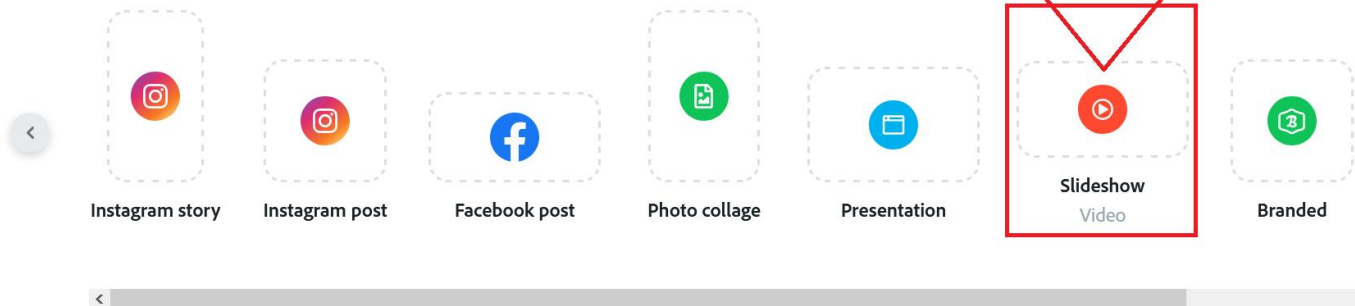 Instagram story
Instagram post
Facebook post
Photo collage
Presentation
Slideshow
Video
Branded